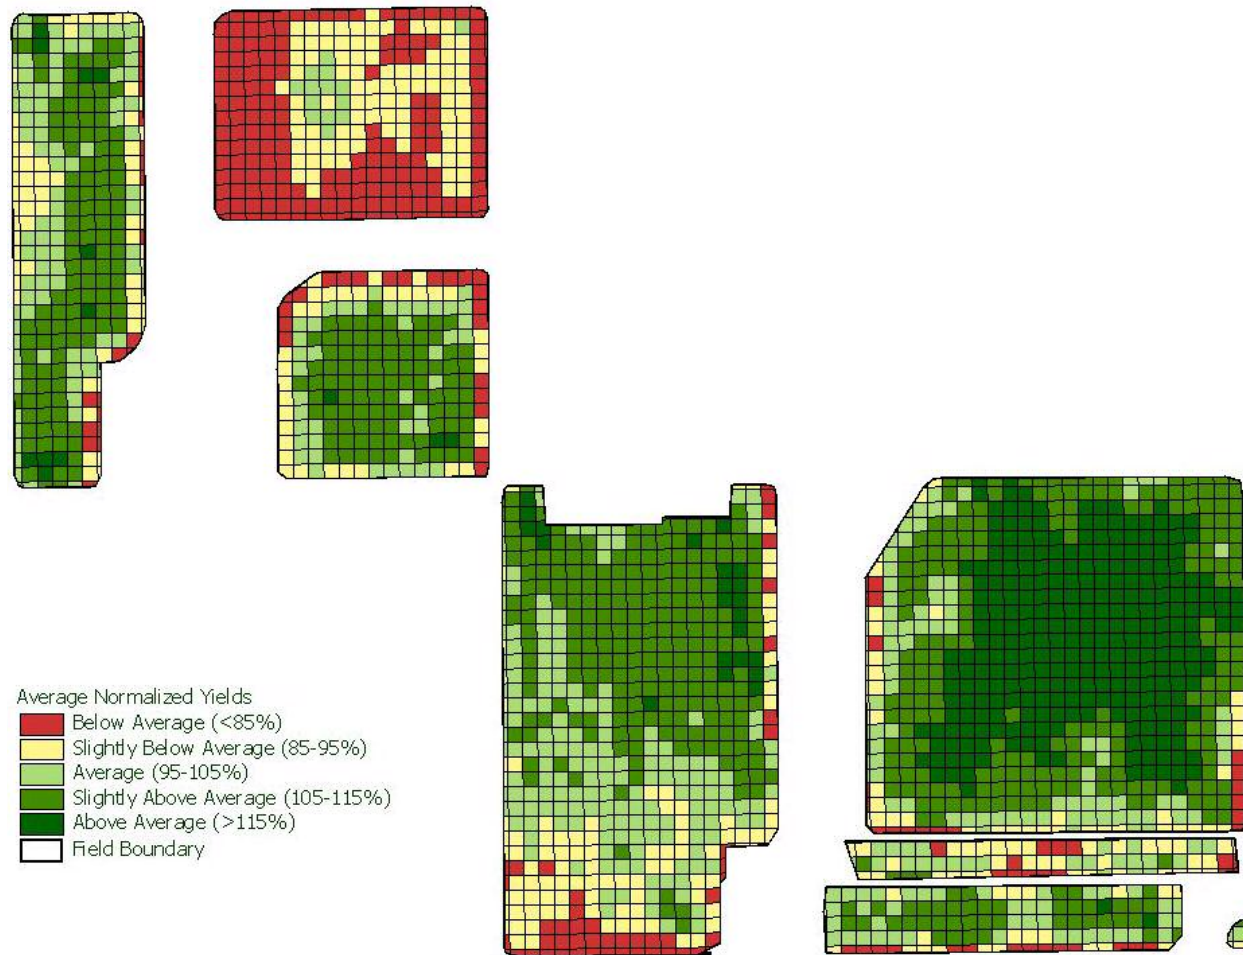 Average Normalized Yields
Below Average (<85%)
Slightly Below Average (85-95%)
Average (95-105%)
Slightly Above Average (105-115%)
Above Average (>115%)
Field Boundary